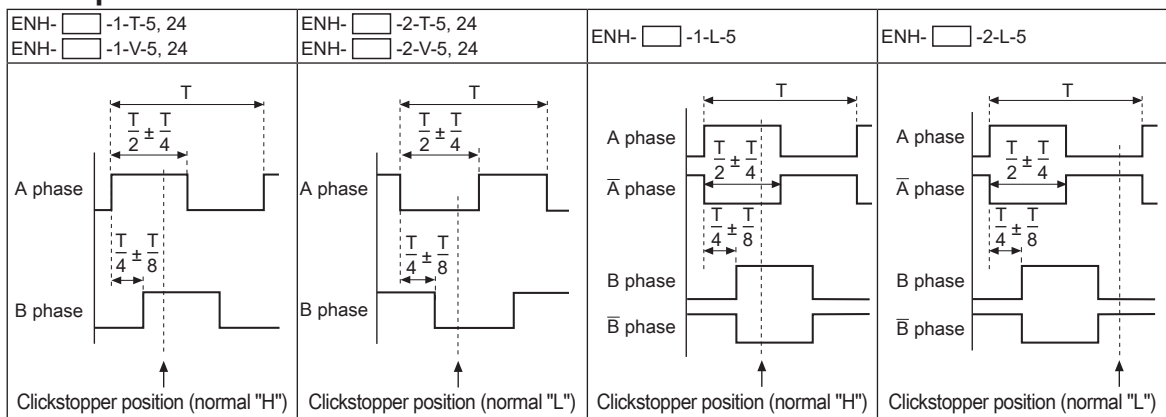 ENH- -1-T-5, 24
ENH- -1-V-5, 24
ENH- -2-T-5, 24
ENH- -2-V-5, 24
ENH- -1-L-5
ENH- -2-L-5
T
T/2 ± T/4
A phase
T/4 ± T/8
B phase
Clickstopper position (normal "H")
T
T/2 ± T/4
A phase
T/4 ± T/8
B phase
Clickstopper position (normal "L")
T
A phase
T/2 ± T/4
A̅ phase
T/4 ± T/8
B phase
B̅ phase
Clickstopper position (normal "H")
T
A phase
T/2 ± T/4
A̅ phase
T/4 ± T/8
B phase
B̅ phase
Clickstopper position (normal "L")